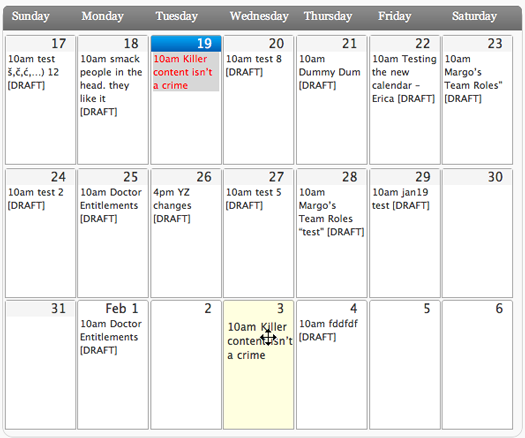 Sunday Monday Tuesday Wednesday Thursday Friday Saturday
17
10am test
š,č,ć,...) 12
[DRAFT]
18
10am smack
people in the
head. they
like it
[DRAFT]
19
10am Killer
content isn't
a crime
20
10am test 8
[DRAFT]
21
10am
Dummy Dum
[DRAFT]
22
10am Testing
the new
calendar –
Erica [DRAFT]
23
10am
Margo's
Team Roles"
[DRAFT]
24
10am test 2
[DRAFT]
25
10am Doctor
Entitlements
[DRAFT]
26
4pm YZ
changes
[DRAFT]
27
10am test 5
[DRAFT]
28
10am
Margo's
Team Roles
"test" [DRAFT]
29
10am jan19
test [DRAFT]
30
31
Feb 1
10am Doctor
Entitlements
[DRAFT]
2
3
10am Killer
content isn't
a crime
4
10am fddfdf
[DRAFT]
5
6